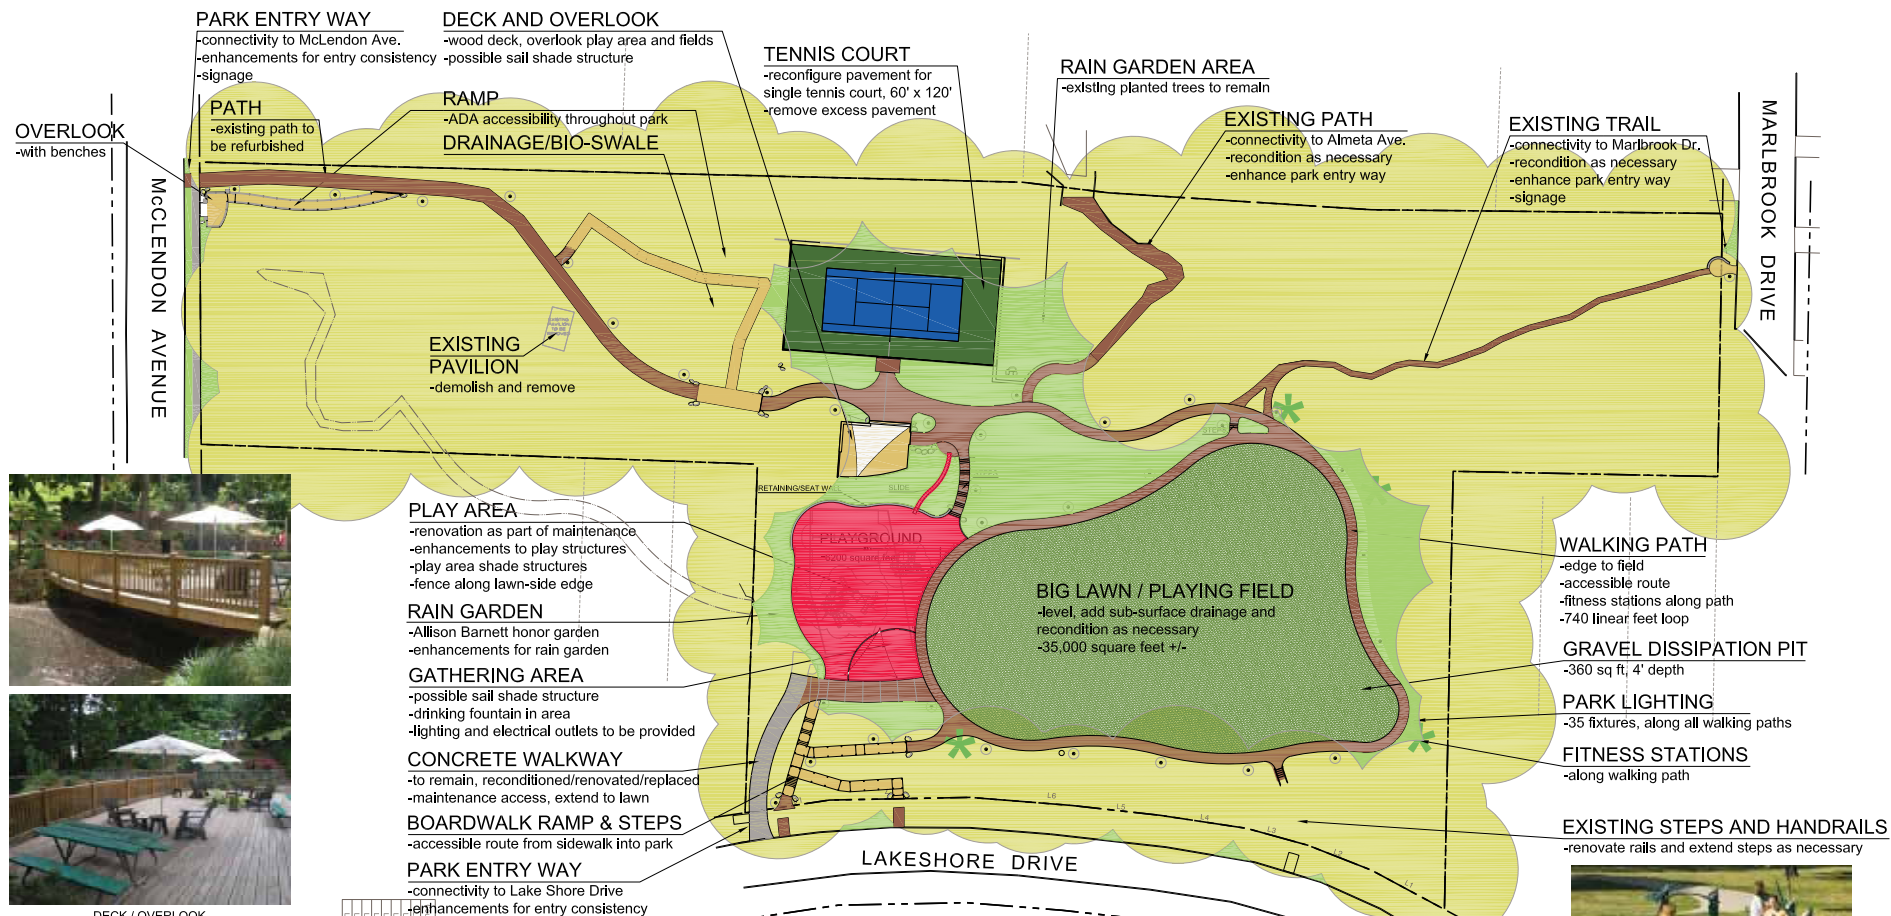 PARK ENTRY WAY
-connectivity to McLendon Ave.
-enhancements for entry consistency
-signage
DECK AND OVERLOOK
-wood deck, overlook play area and fields
-possible sail shade structure
TENNIS COURT
-reconfigure pavement for
single tennis court, 60' x 120'
-remove excess pavement
RAIN GARDEN AREA
-existing planted trees to remain
OVERLOOK
-with benches
PATH
-existing path to
be refurbished
RAMP
-ADA accessibility throughout park
DRAINAGE/BIO-SWALE
EXISTING PATH
-connectivity to Almeta Ave.
-recondition as necessary
-enhance park entry way
EXISTING TRAIL
-connectivity to Marlbrook Dr.
-recondition as necessary
-enhance park entry way
-signage
MARLBROOK DRIVE
McCLENDON AVENUE
EXISTING
PAVILION
-demolish and remove
RETAINING/SEAT WALL
SLIDE
PLAYGROUND
square feet
PLAY AREA
-renovation as part of maintenance
-enhancements to play structures
-play area shade structures
-fence along lawn-side edge
RAIN GARDEN
-Allison Barnett honor garden
-enhancements for rain garden
GATHERING AREA
-possible sail shade structure
-drinking fountain in area
-lighting and electrical outlets to be provided
CONCRETE WALKWAY
-to remain, reconditioned/renovated/replaced
-maintenance access, extend to lawn
BOARDWALK RAMP & STEPS
-accessible route from sidewalk into park
PARK ENTRY WAY
-connectivity to Lake Shore Drive
-enhancements for entry consistency
BIG LAWN / PLAYING FIELD
-level, add sub-surface drainage and
recondition as necessary
-35,000 square feet +/-
WALKING PATH
-edge to field
-accessible route
-fitness stations along path
-740 linear feet loop
GRAVEL DISSIPATION PIT
-360 sq ft, 4' depth
PARK LIGHTING
-35 fixtures, along all walking paths
FITNESS STATIONS
-along walking path
EXISTING STEPS AND HANDRAILS
-renovate rails and extend steps as necessary
L6
L5
L4
L3
L2
L1
LAKESHORE DRIVE
DECK / OVERLOOK